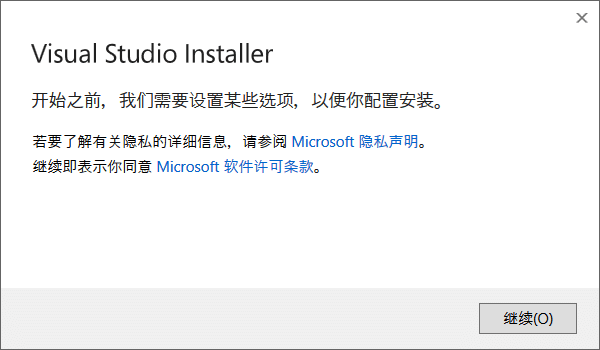 Visual Studio Installer
开始之前，我们需要设置某些选项，以便你配置安装。
若要了解有关隐私的详细信息，请参阅 Microsoft 隐私声明。
继续即表示你同意 Microsoft 软件许可条款。
继续(O)